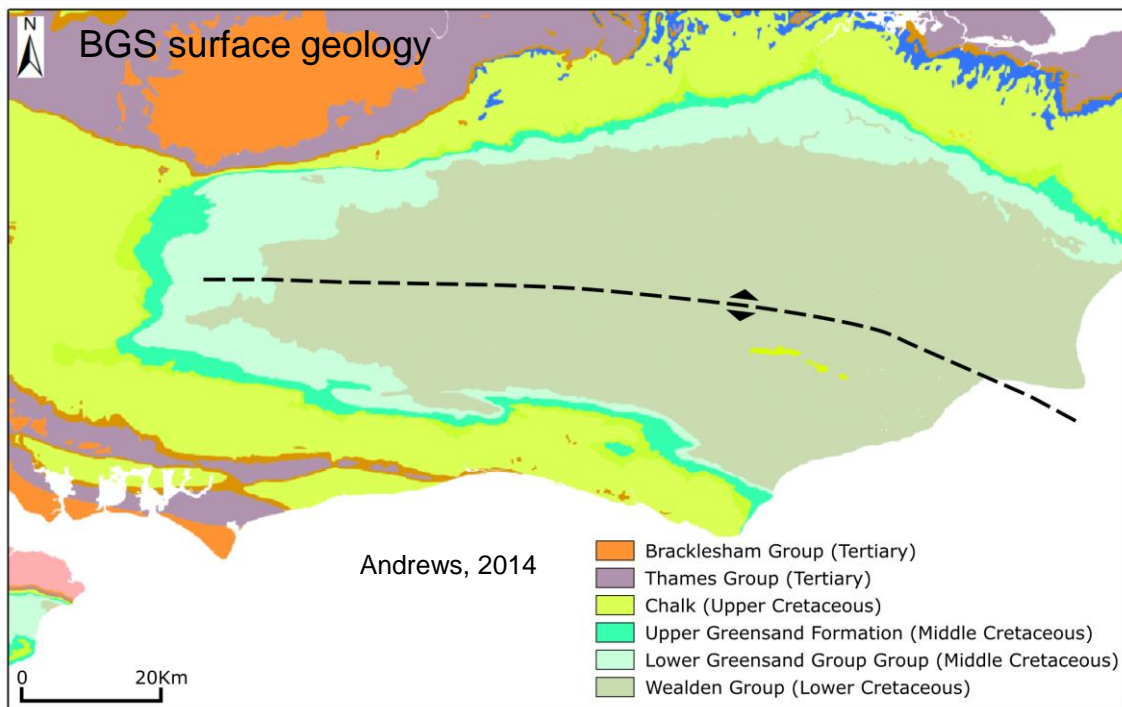 N
BGS surface geology
Andrews, 2014
Bracklesham Group (Tertiary)
Thames Group (Tertiary)
Chalk (Upper Cretaceous)
Upper Greensand Formation (Middle Cretaceous)
Lower Greensand Group Group (Middle Cretaceous)
Wealden Group (Lower Cretaceous)
0 20Km